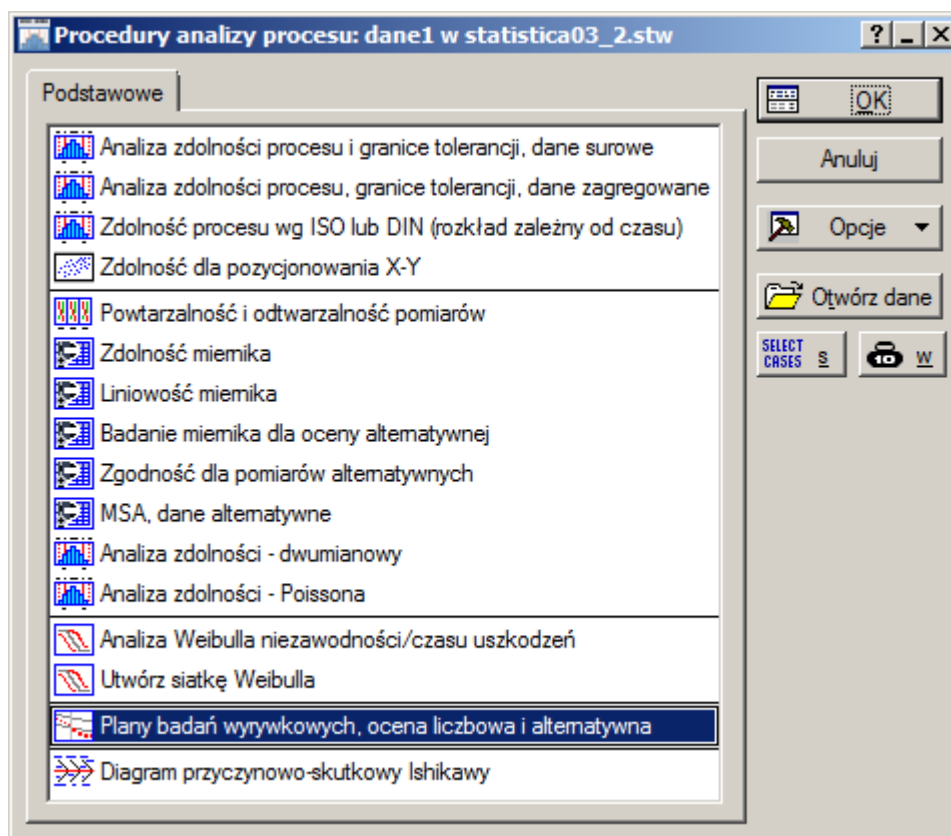 Procedury analizy procesu: dane1 w statistica03_2.stw
Podstawowe
Analiza zdolności procesu i granice tolerancji, dane surowe
Analiza zdolności procesu, granice tolerancji, dane zagregowane
Zdolność procesu wg ISO lub DIN (rozkład zależny od czasu)
Zdolność dla pozycjonowania X-Y
Powtarzalność i odtwarzalność pomiarów
Zdolność miernika
Liniowość miernika
Badanie miernika dla oceny alternatywnej
Zgodność dla pomiarów alternatywnych
MSA, dane alternatywne
Analiza zdolności - dwumianowy
Analiza zdolności - Poissona
Analiza Weibulla niezawodności/czasu uszkodzeń
Utwórz siatkę Weibulla
Plany badań wyrywkowych, ocena liczbowa i alternatywna
Diagram przyczynowo-skutkowy Ishikawy
OK
Anuluj
Opcje
Otwórz dane
SELECT CASES S
10 W